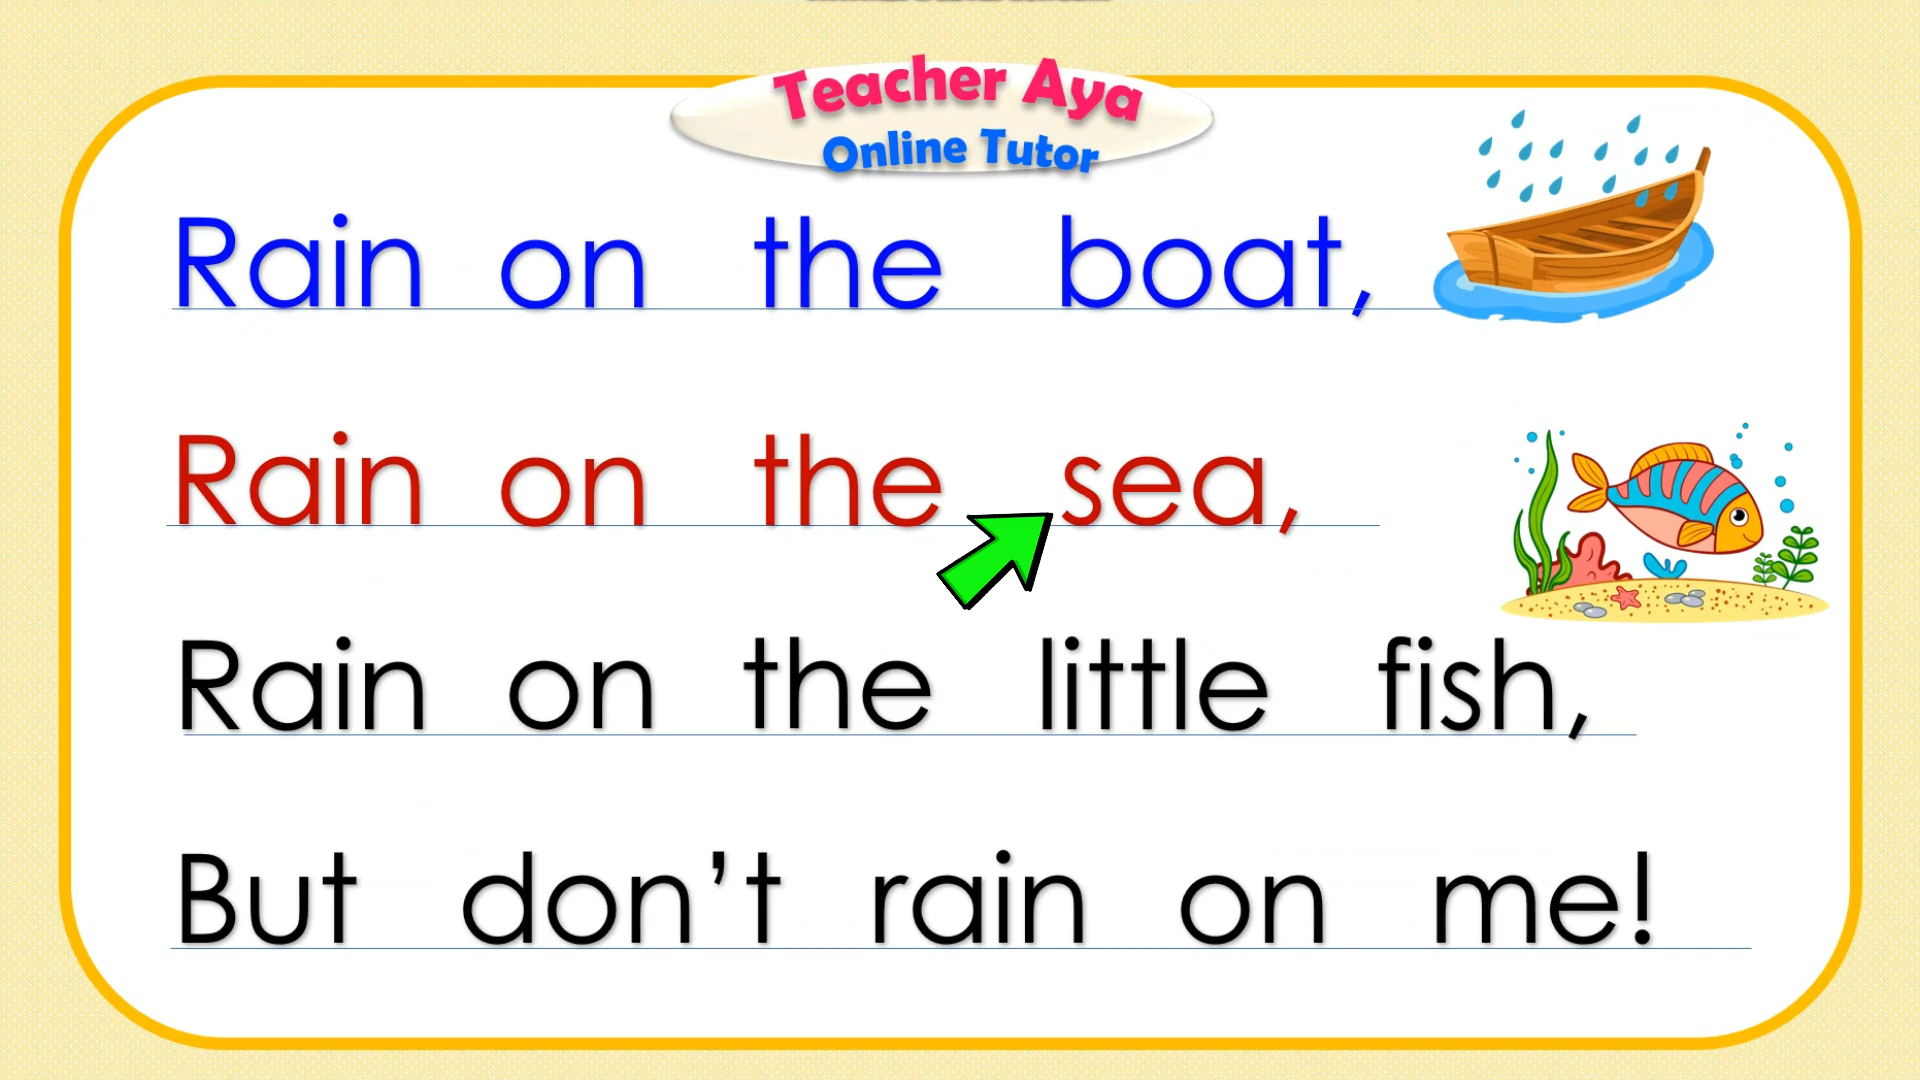 Teacher Aya
Online Tutor
Rain on the boat,
Rain on the sea,
Rain on the little fish,
But don’t rain on me!